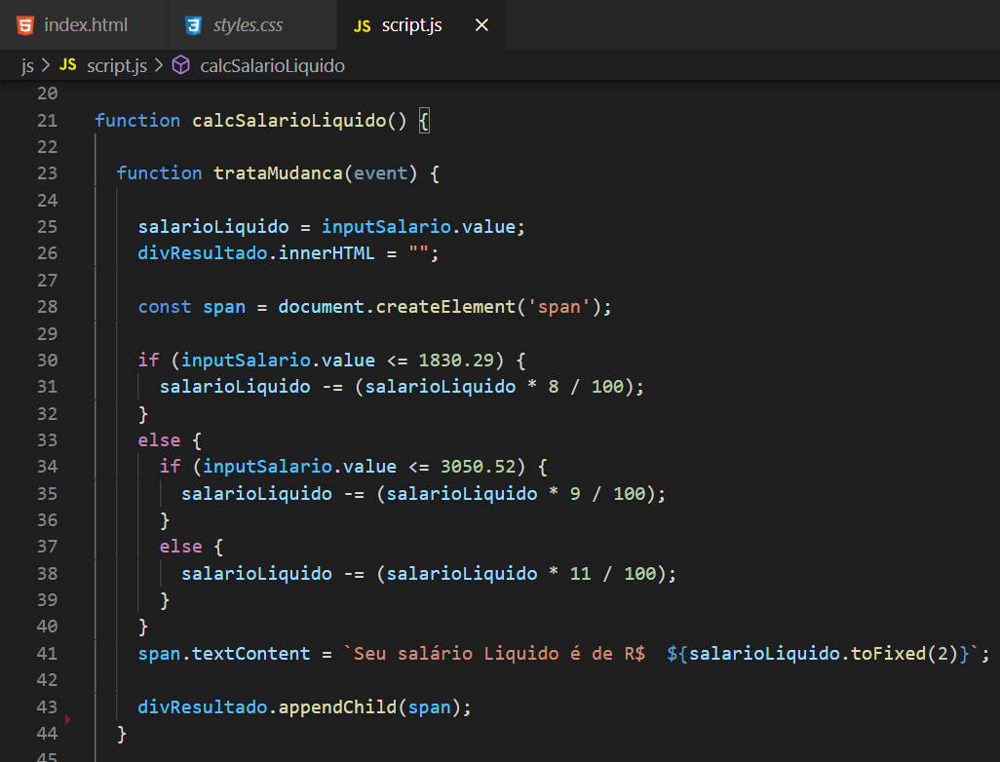 index.html styles.css JS script.js
js > JS script.js > calcSalarioLiquido
20
21 function calcSalarioLiquido() {
22
23 function trataMudanca(event) {
24
25 salarioLiquido = inputSalario.value;
26 divResultado.innerHTML = "";
27
28 const span = document.createElement('span');
29
30 if (inputSalario.value <= 1830.29) {
31 salarioLiquido -= (salarioLiquido * 8 / 100);
32 }
33 else {
34 if (inputSalario.value <= 3050.52) {
35 salarioLiquido -= (salarioLiquido * 9 / 100);
36 }
37 else {
38 salarioLiquido -= (salarioLiquido * 11 / 100);
39 }
40 }
41 span.textContent = `Seu salário Liquido é de R$  ${salarioLiquido.toFixed(2)}`;
42
43 divResultado.appendChild(span);
44 }
45